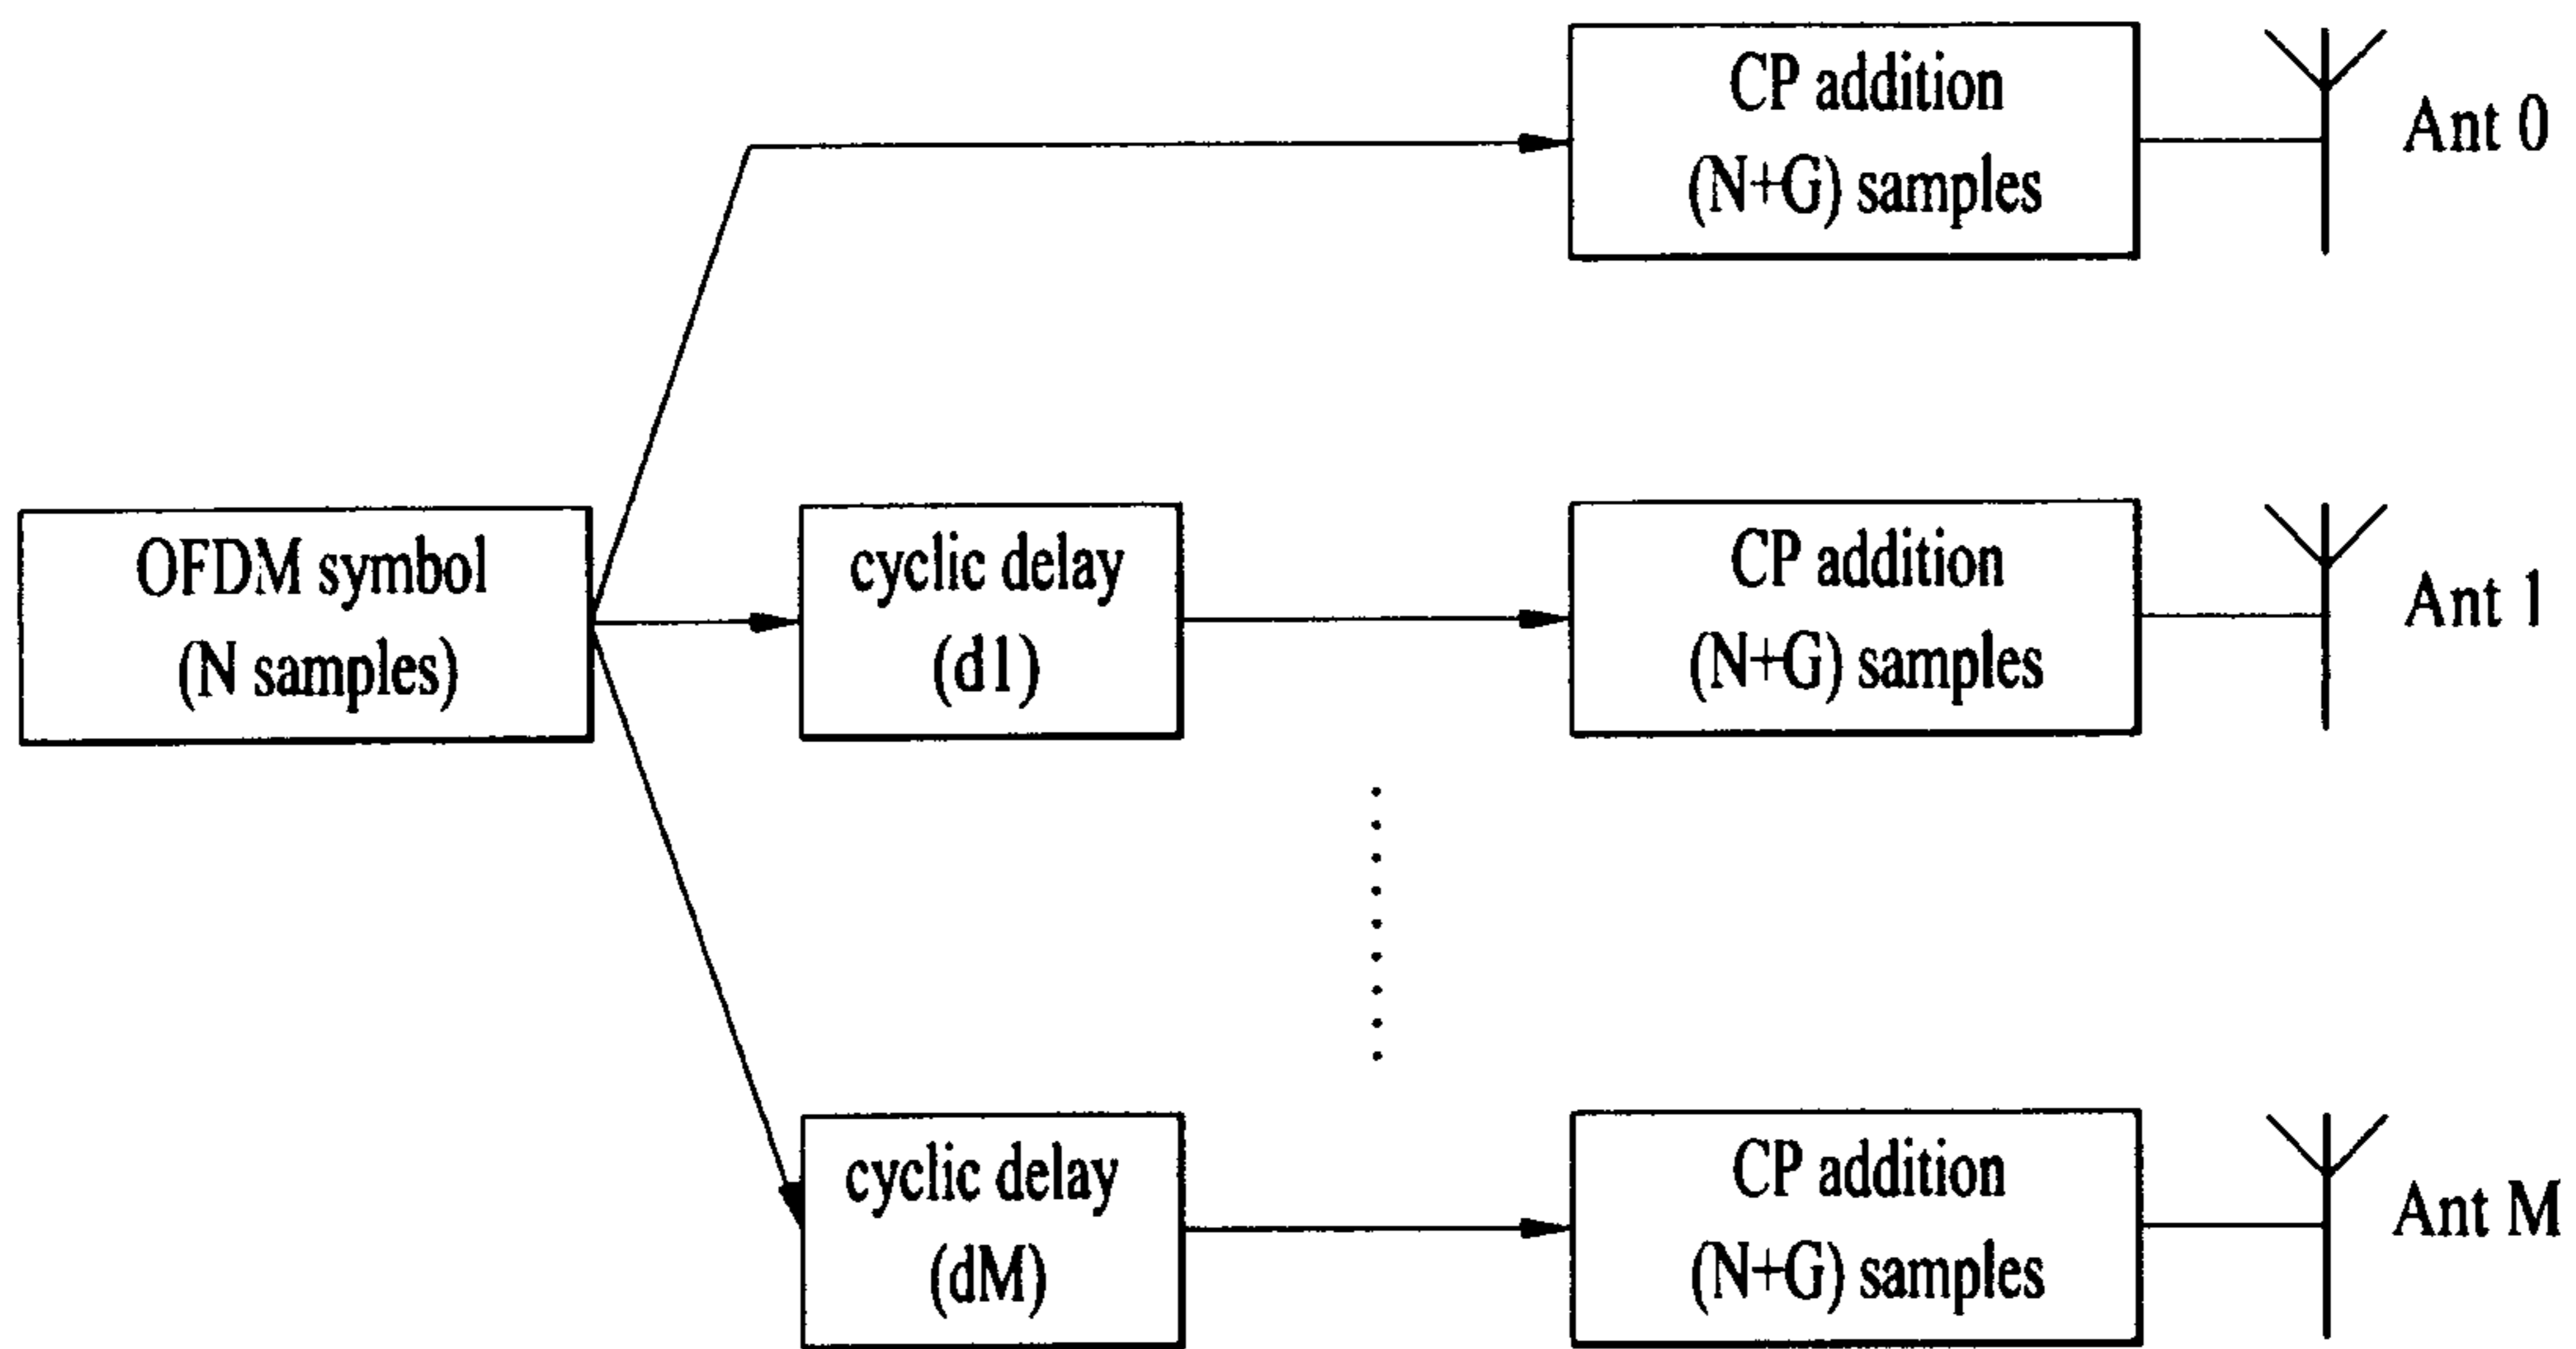 CP addition
(N+G) samples
Ant 0
OFDM symbol
(N samples)
cyclic delay
(d1)
CP addition
(N+G) samples
Ant 1
cyclic delay
(dM)
CP addition
(N+G) samples
Ant M